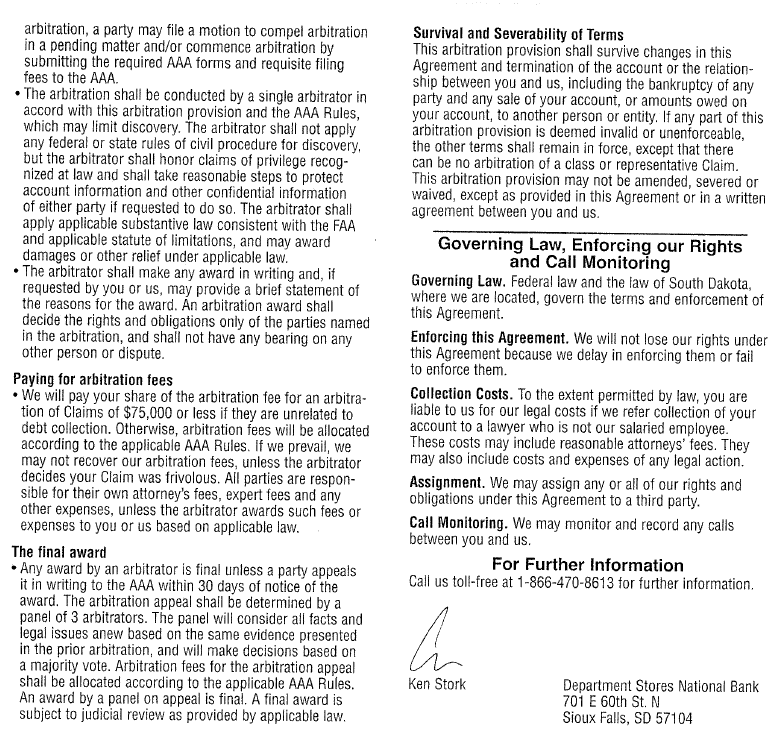 arbitration, a party may file a motion to compel arbitration
in a pending matter and/or commence arbitration by
submitting the required AAA forms and requisite filing
fees to the AAA.
• The arbitration shall be conducted by a single arbitrator in
accord with this arbitration provision and the AAA Rules,
which may limit discovery. The arbitrator shall not apply
any federal or state rules of civil procedure for discovery,
but the arbitrator shall honor claims of privilege recog-
nized at law and shall take reasonable steps to protect
account information and other confidential information
of either party if requested to do so. The arbitrator shall
apply applicable substantive law consistent with the FAA
and applicable statute of limitations, and may award
damages or other relief under applicable law.
• The arbitrator shall make any award in writing and, if
requested by you or us, may provide a brief statement of
the reasons for the award. An arbitration award shall
decide the rights and obligations only of the parties named
in the arbitration, and shall not have any bearing on any
other person or dispute.
Paying for arbitration fees
• We will pay your share of the arbitration fee for an arbitra-
tion of Claims of $75,000 or less if they are unrelated to
debt collection. Otherwise, arbitration fees will be allocated
according to the applicable AAA Rules. If we prevail, we
may not recover our arbitration fees, unless the arbitrator
decides your Claim was frivolous. All parties are respon-
sible for their own attorney's fees, expert fees and any
other expenses, unless the arbitrator awards such fees or
expenses to you or us based on applicable law.
The final award
• Any award by an arbitrator is final unless a party appeals
it in writing to the AAA within 30 days of notice of the
award. The arbitration appeal shall be determined by a
panel of 3 arbitrators. The panel will consider all facts and
legal issues anew based on the same evidence presented
in the prior arbitration, and will make decisions based on
a majority vote. Arbitration fees for the arbitration appeal
shall be allocated according to the applicable AAA Rules.
An award by a panel on appeal is final. A final award is
subject to judicial review as provided by applicable law.
Survival and Severability of Terms
This arbitration provision shall survive changes in this
Agreement and termination of the account or the relation-
ship between you and us, including the bankruptcy of any
party and any sale of your account, or amounts owed on
your account, to another person or entity. If any part of this
arbitration provision is deemed invalid or unenforceable,
the other terms shall remain in force, except that there
can be no arbitration of a class or representative Claim.
This arbitration provision may not be amended, severed or
waived, except as provided in this Agreement or in a written
agreement between you and us.
Governing Law, Enforcing our Rights
and Call Monitoring
Governing Law. Federal law and the law of South Dakota,
where we are located, govern the terms and enforcement of
this Agreement.
Enforcing this Agreement. We will not lose our rights under
this Agreement because we delay in enforcing them or fail
to enforce them.
Collection Costs. To the extent permitted by law, you are
liable to us for our legal costs if we refer collection of your
account to a lawyer who is not our salaried employee.
These costs may include reasonable attorneys' fees. They
may also include costs and expenses of any legal action.
Assignment. We may assign any or all of our rights and
obligations under this Agreement to a third party.
Call Monitoring. We may monitor and record any calls
between you and us.
For Further Information
Call us toll-free at 1-866-470-8613 for further information.
Ken Stork
Department Stores National Bank
701 E 60th St. N
Sioux Falls, SD 57104